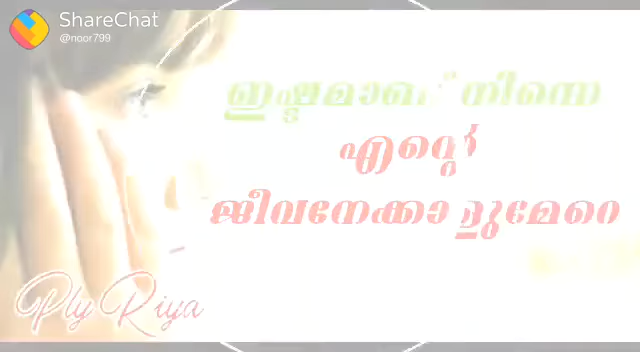 ShareChat
@noor799
ഇഷ്ടമാണ് നിന്നെ
എന്റെ
ജീവനേക്കാളുമേറെ
Ply Riya